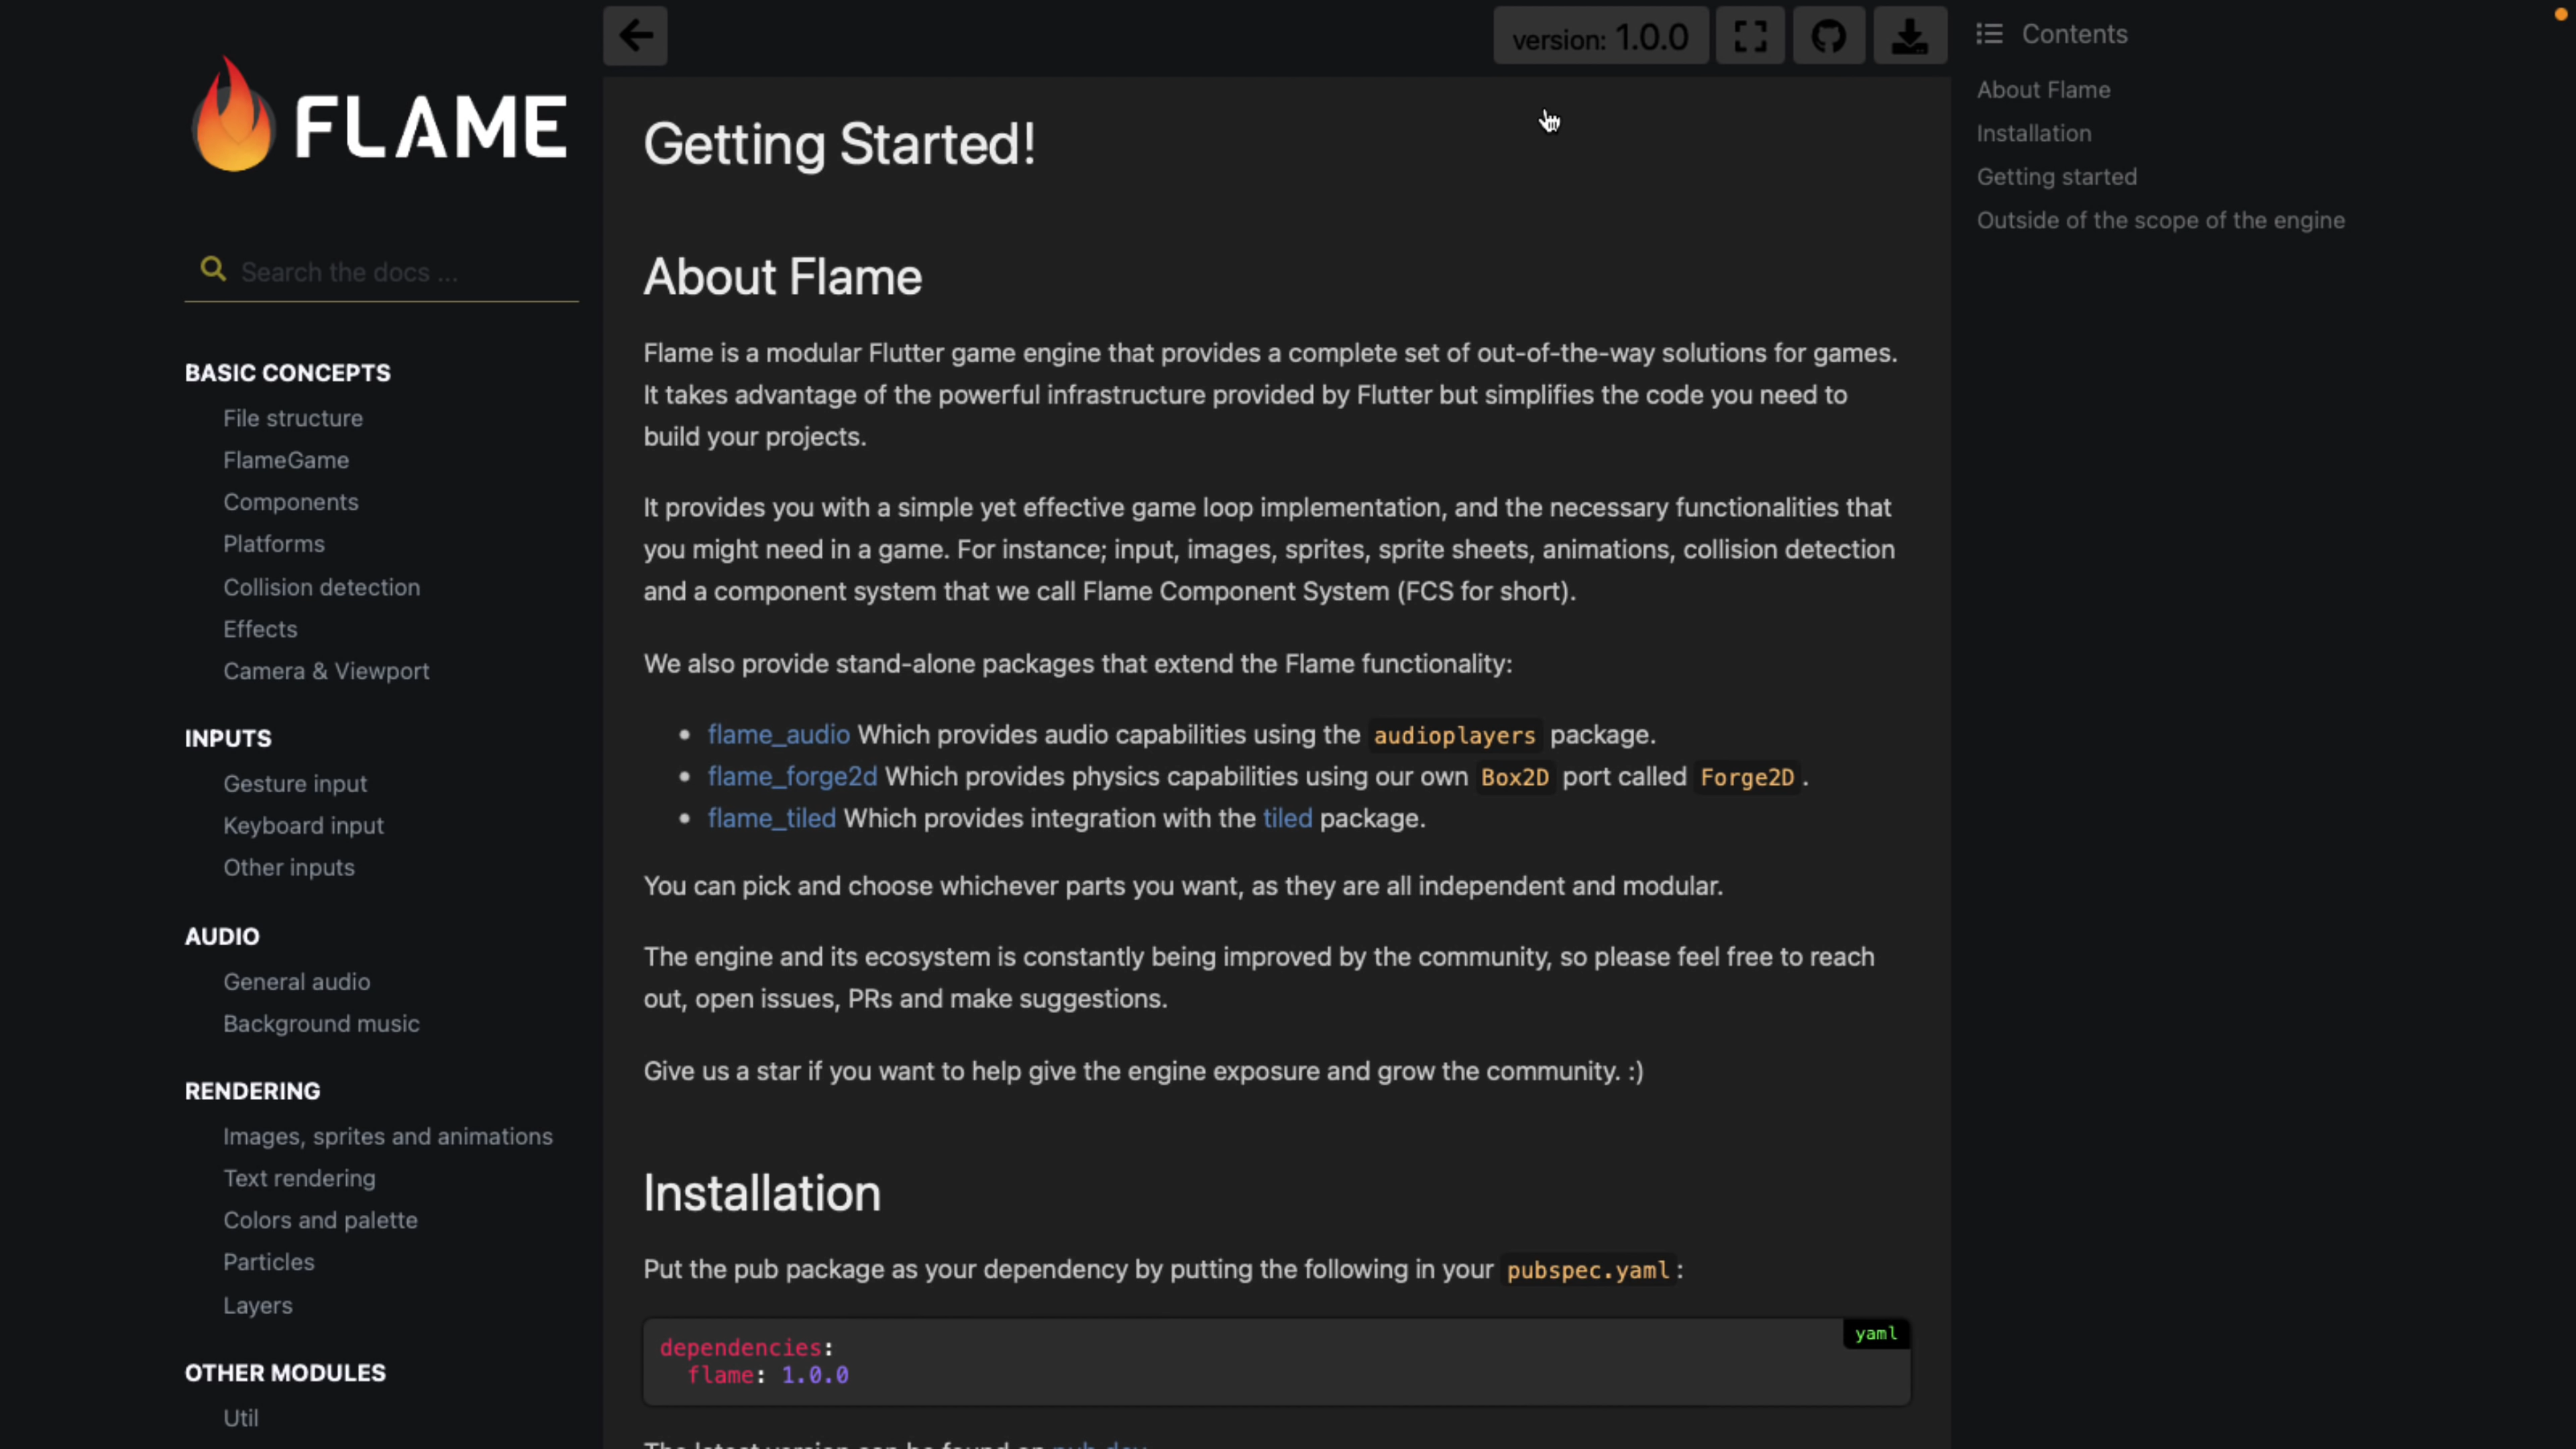 FLAME
Search the docs ...
BASIC CONCEPTS
File structure
FlameGame
Components
Platforms
Collision detection
Effects
Camera & Viewport
INPUTS
Gesture input
Keyboard input
Other inputs
AUDIO
General audio
Background music
RENDERING
Images, sprites and animations
Text rendering
Colors and palette
Particles
Layers
OTHER MODULES
Util
version: 1.0.0
Getting Started!
About Flame
Flame is a modular Flutter game engine that provides a complete set of out-of-the-way solutions for games.
It takes advantage of the powerful infrastructure provided by Flutter but simplifies the code you need to
build your projects.
It provides you with a simple yet effective game loop implementation, and the necessary functionalities that
you might need in a game. For instance; input, images, sprites, sprite sheets, animations, collision detection
and a component system that we call Flame Component System (FCS for short).
We also provide stand-alone packages that extend the Flame functionality:
• flame_audio Which provides audio capabilities using the audioplayers package.
• flame_forge2d Which provides physics capabilities using our own Box2D port called Forge2D.
• flame_tiled Which provides integration with the tiled package.
You can pick and choose whichever parts you want, as they are all independent and modular.
The engine and its ecosystem is constantly being improved by the community, so please feel free to reach
out, open issues, PRs and make suggestions.
Give us a star if you want to help give the engine exposure and grow the community. :)
Installation
Put the pub package as your dependency by putting the following in your pubspec.yaml:
yaml
dependencies:
flame: 1.0.0
The latest version can be found on pub.dev
Contents
About Flame
Installation
Getting started
Outside of the scope of the engine